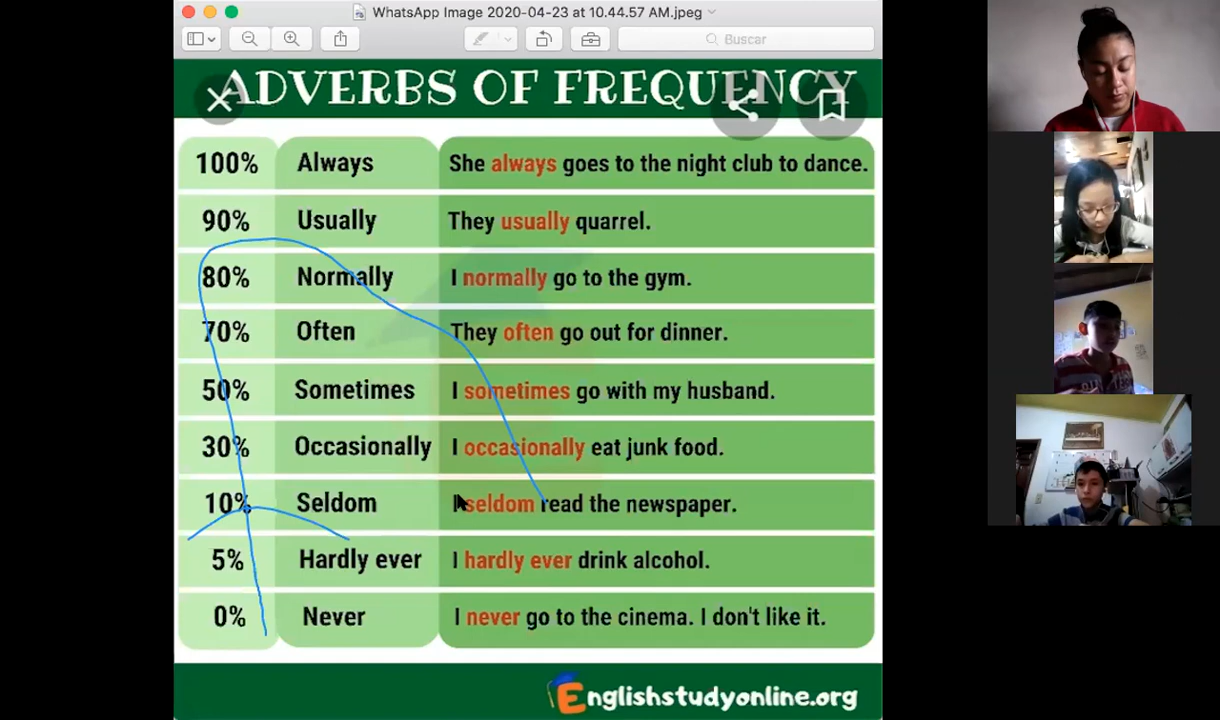 WhatsApp Image 2020-04-23 at 10.44.57 AM.jpeg
Buscar
ADVERBS OF FREQUENCY
100% Always She always goes to the night club to dance.
90% Usually They usually quarrel.
80% Normally I normally go to the gym.
70% Often They often go out for dinner.
50% Sometimes I sometimes go with my husband.
30% Occasionally I occasionally eat junk food.
10% Seldom I seldom read the newspaper.
5% Hardly ever I hardly ever drink alcohol.
0% Never I never go to the cinema. I don't like it.
Englishstudyonline.org